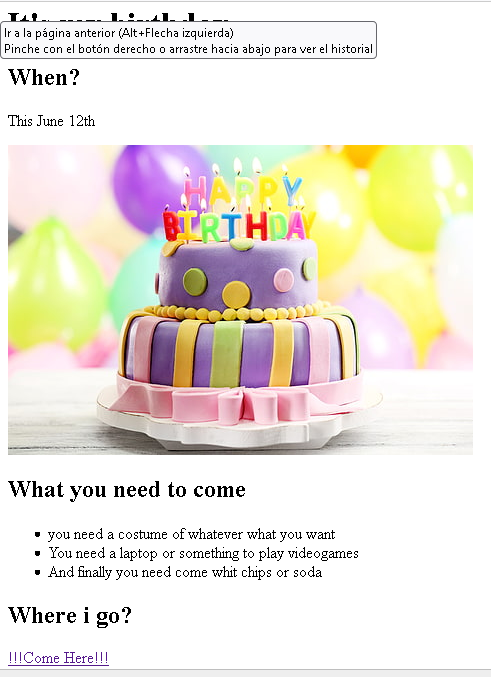 It's my birthday
Ir a la página anterior (Alt+Flecha izquierda)
Pinche con el botón derecho o arrastre hacia abajo para ver el historial
When?
This June 12th
HAPPY
BIRTHDAY
What you need to come
you need a costume of whatever what you want
You need a laptop or something to play videogames
And finally you need come whit chips or soda
Where i go?
!!!Come Here!!!